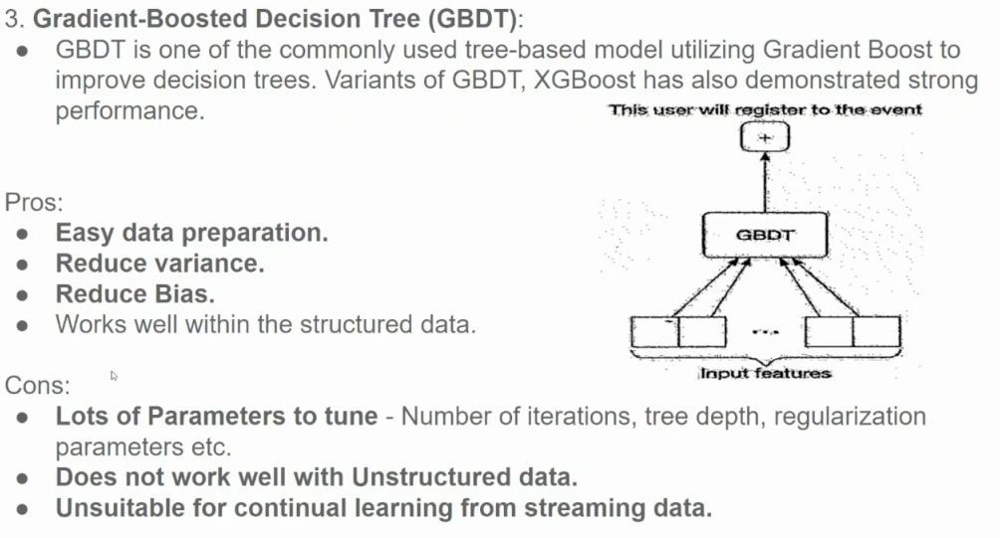 3. Gradient-Boosted Decision Tree (GBDT):
● GBDT is one of the commonly used tree-based model utilizing Gradient Boost to
improve decision trees. Variants of GBDT, XGBoost has also demonstrated strong
performance.
This user will register to the event
+
GBDT
....
Input features
Pros:
● Easy data preparation.
● Reduce variance.
● Reduce Bias.
● Works well within the structured data.
Cons:
● Lots of Parameters to tune - Number of iterations, tree depth, regularization
parameters etc.
● Does not work well with Unstructured data.
● Unsuitable for continual learning from streaming data.